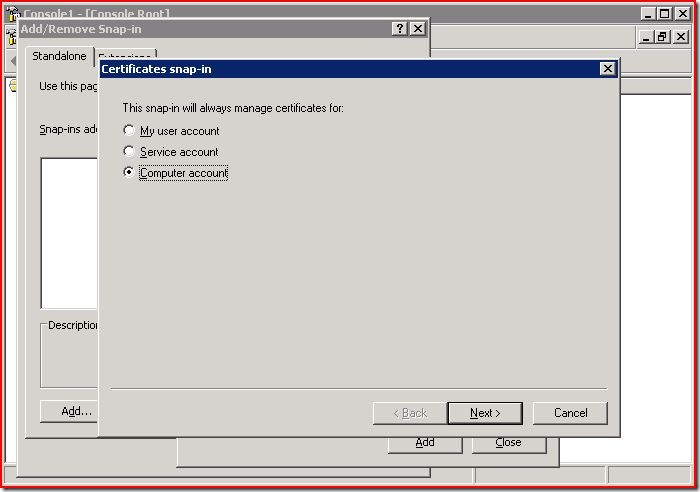 Console1 - [Console Root]
Add/Remove Snap-in
Standalone
Extensions
Use this pag
Certificates snap-in
This snap-in will always manage certificates for:
My user account
Service account
Computer account
Snap-ins add
Description
Add...
< Back
Next >
Cancel
Add
Close